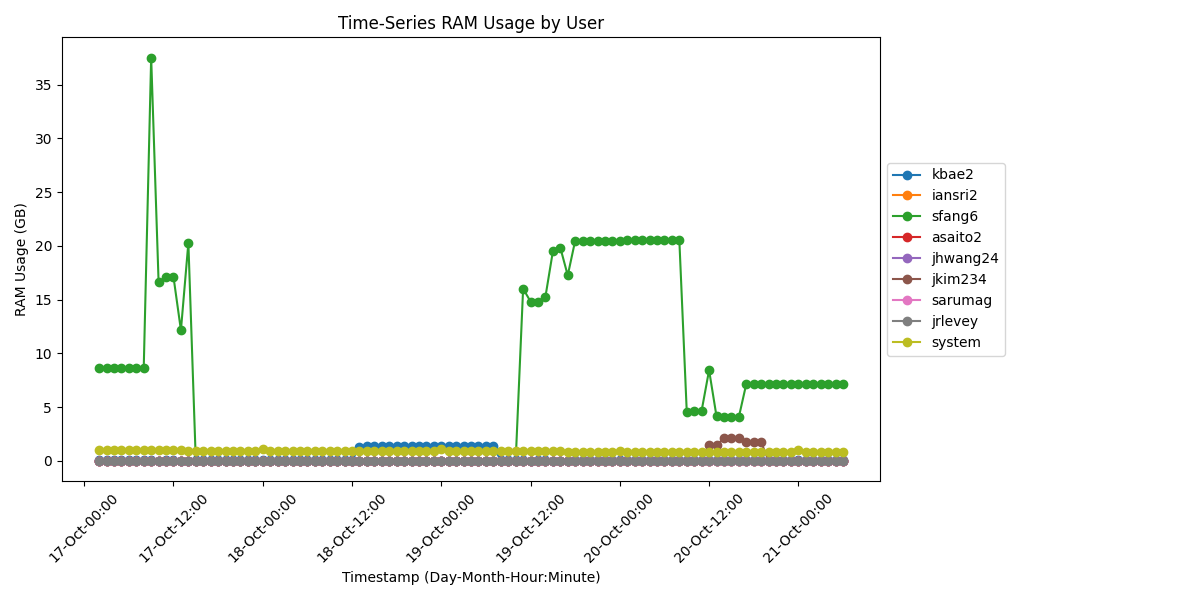 Time-Series RAM Usage by User
RAM Usage (GB)
35
30
25
20
15
10
5
0
17-Oct-00:00
17-Oct-12:00
18-Oct-00:00
18-Oct-12:00
19-Oct-00:00
19-Oct-12:00
20-Oct-00:00
20-Oct-12:00
21-Oct-00:00
Timestamp (Day-Month-Hour:Minute)
kbae2
iansri2
sfang6
asaito2
jhwang24
jkim234
sarumag
jrlevey
system